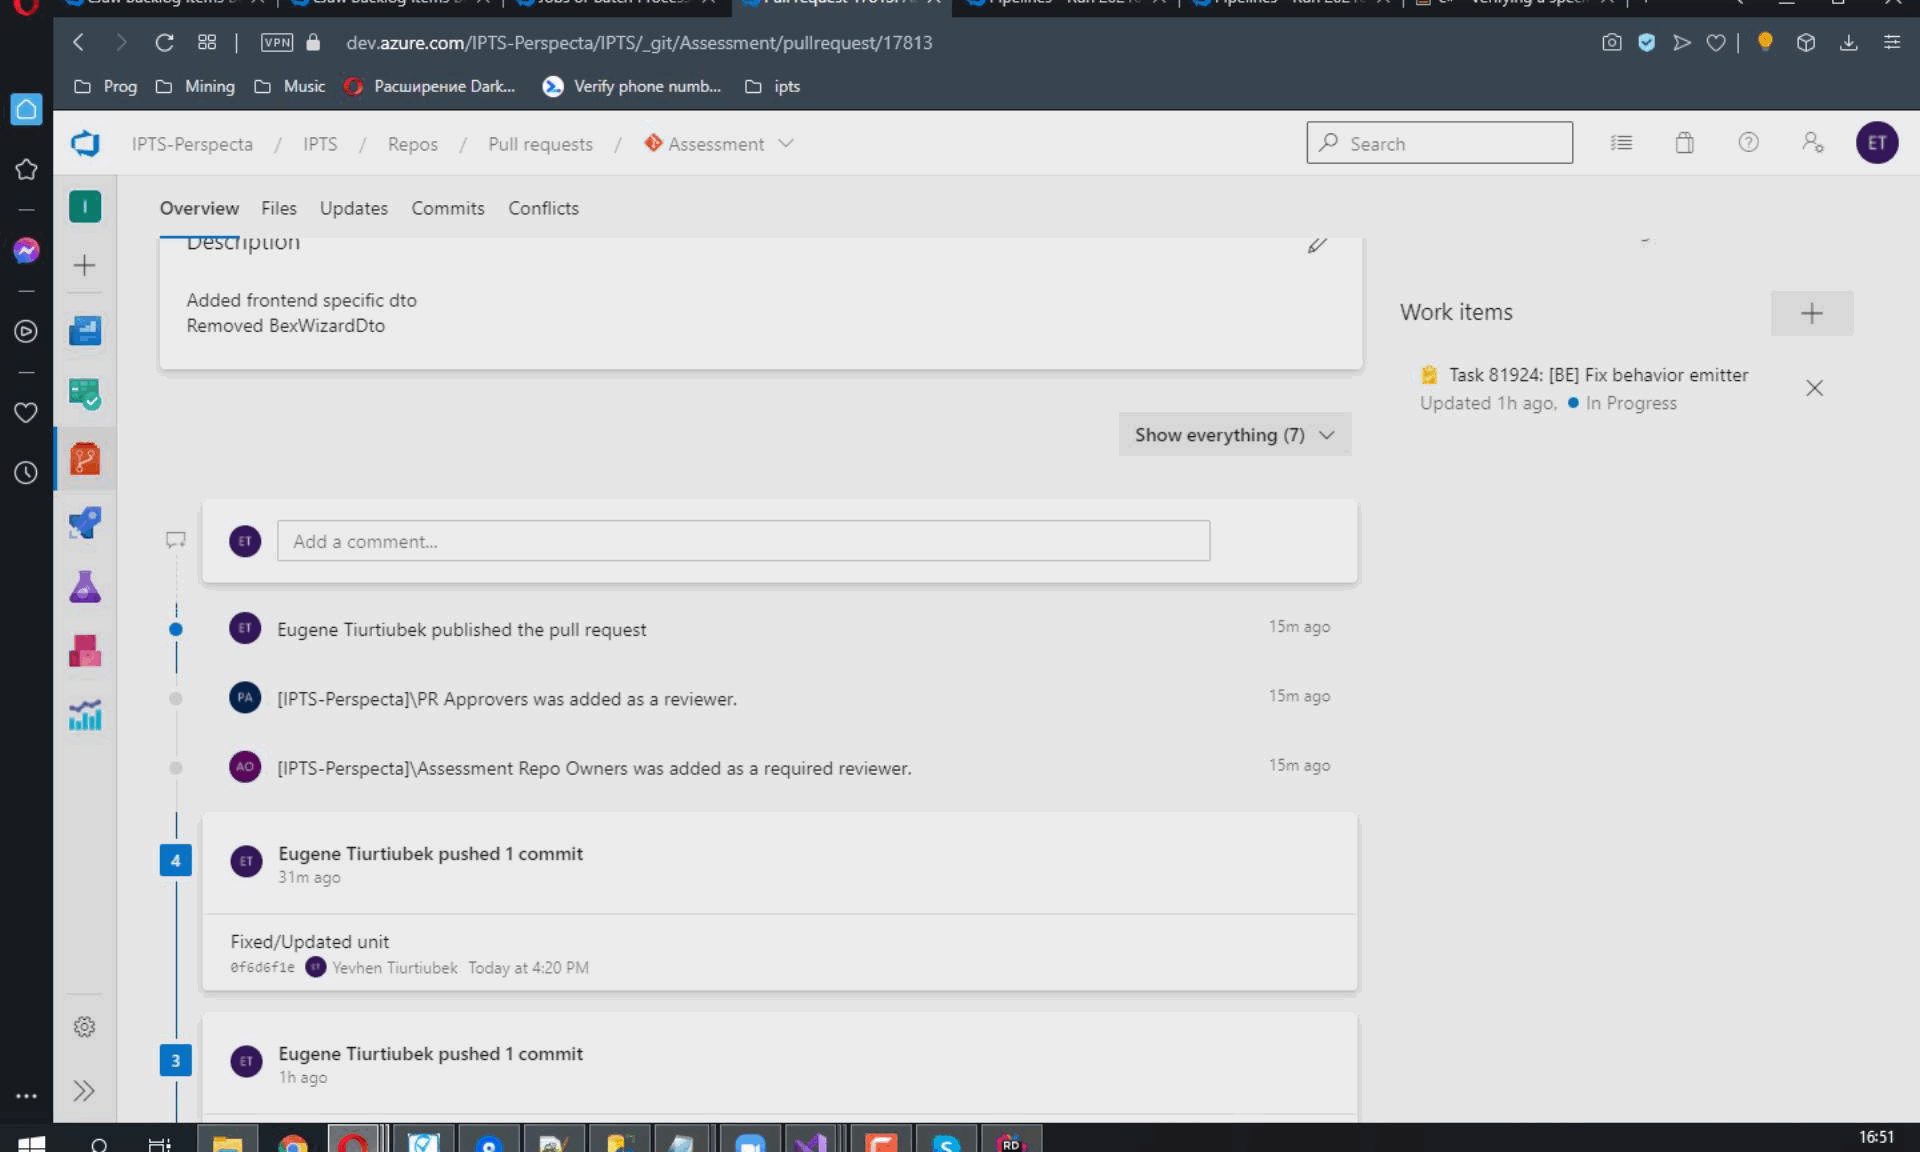 dev.azure.com/IPTS-Perspecta/IPTS/_git/Assessment/pullrequest/17813
VPN
Prog
Mining
Music
Расширение Dark...
Verify phone numb...
ipts
IPTS-Perspecta / IPTS / Repos / Pull requests / Assessment
Search
ET
I
Overview
Files
Updates
Commits
Conflicts
Description
Added frontend specific dto
Removed BexWizardDto
Work items
Task 81924: [BE] Fix behavior emitter
Updated 1h ago, In Progress
Show everything (7)
ET
Add a comment...
ET
Eugene Tiurtiubek published the pull request
15m ago
PA
[IPTS-Perspecta]\PR Approvers was added as a reviewer.
15m ago
AO
[IPTS-Perspecta]\Assessment Repo Owners was added as a required reviewer.
15m ago
4
ET
Eugene Tiurtiubek pushed 1 commit
31m ago
Fixed/Updated unit
0f6d6f1e Yevhen Tiurtiubek Today at 4:20 PM
3
ET
Eugene Tiurtiubek pushed 1 commit
1h ago
RD
16:51